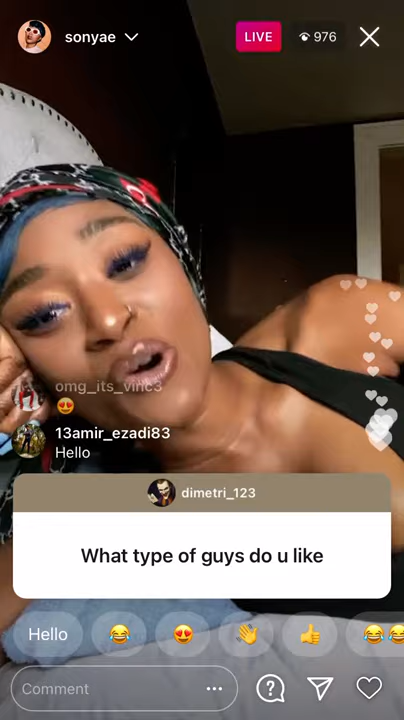 sonyae
LIVE
976
omg_its_vinc3
13amir_ezadi83
Hello
dimetri_123
What type of guys do u like
Hello
Comment